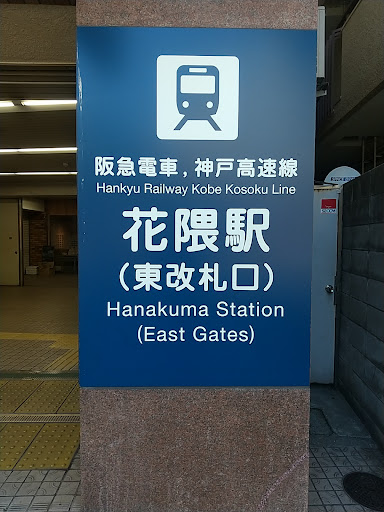 阪急電車,神戸高速線
Hankyu Railway Kobe Kosoku Line
花隈駅
(東改札口)
Hanakuma Station
(East Gates)
SECOM